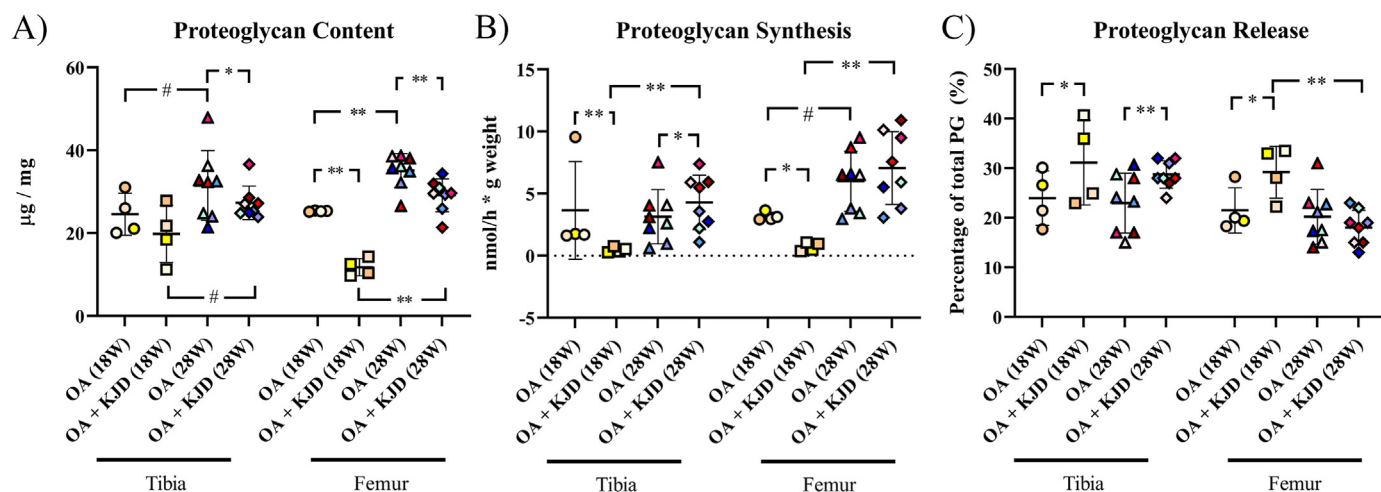 A) Proteoglycan Content
µg / mg
60
40
20
0
#
*
**
**
**
#
**
OA (18W)
OA + KJD (18W)
OA (28W)
OA + KJD (28W)
OA (18W)
OA + KJD (18W)
OA (28W)
OA + KJD (28W)
Tibia
Femur
B) Proteoglycan Synthesis
nmol/h * g weight
15
10
5
0
-5
**
**
*
#
**
*
OA (18W)
OA + KJD (18W)
OA (28W)
OA + KJD (28W)
OA (18W)
OA + KJD (18W)
OA (28W)
OA + KJD (28W)
Tibia
Femur
C) Proteoglycan Release
Percentage of total PG (%)
50
40
30
20
10
0
*
**
*
**
OA (18W)
OA + KJD (18W)
OA (28W)
OA + KJD (28W)
OA (18W)
OA + KJD (18W)
OA (28W)
OA + KJD (28W)
Tibia
Femur